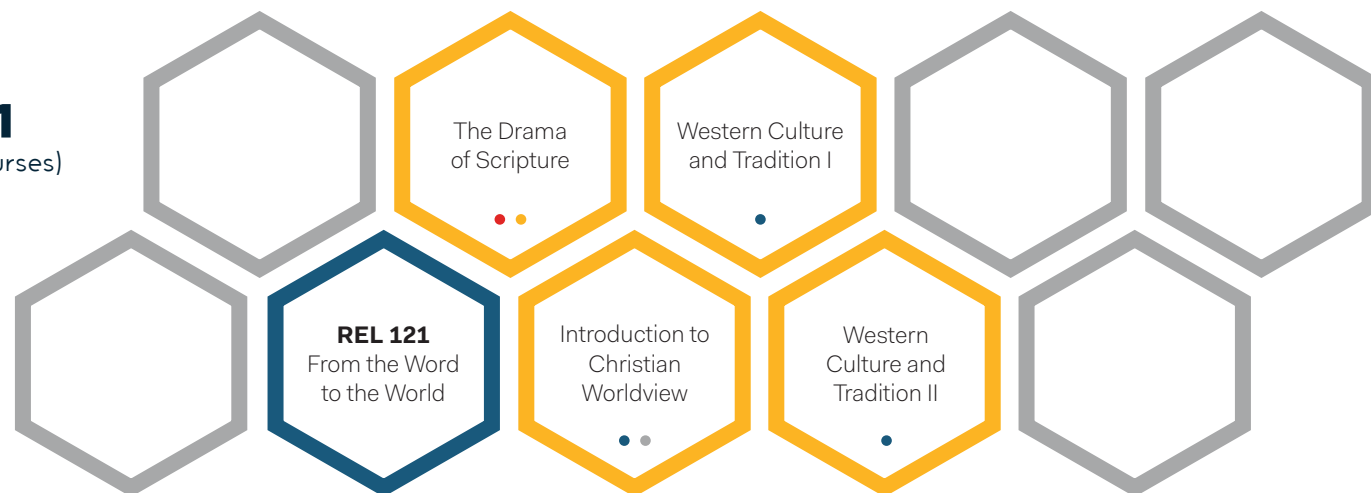 1
urses)
The Drama
of Scripture
Western Culture
and Tradition I
REL 121
From the Word
to the World
Introduction to
Christian
Worldview
Western
Culture and
Tradition II